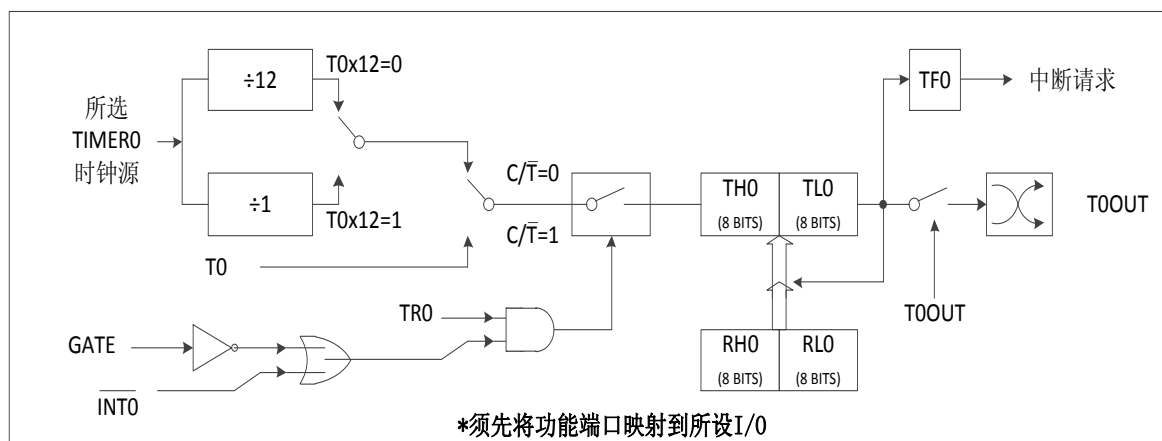 ÷12
T0x12=0
所选
TIMER0
时钟源
÷1
T0x12=1
T0
C/T̅=0
C/T̅=1
TF0
中断请求
TH0
(8 BITS)
TL0
(8 BITS)
T0OUT
T0OUT
TR0
GATE
I̅N̅T̅0̅
RH0
(8 BITS)
RL0
(8 BITS)
*须先将功能端口映射到所设I/0